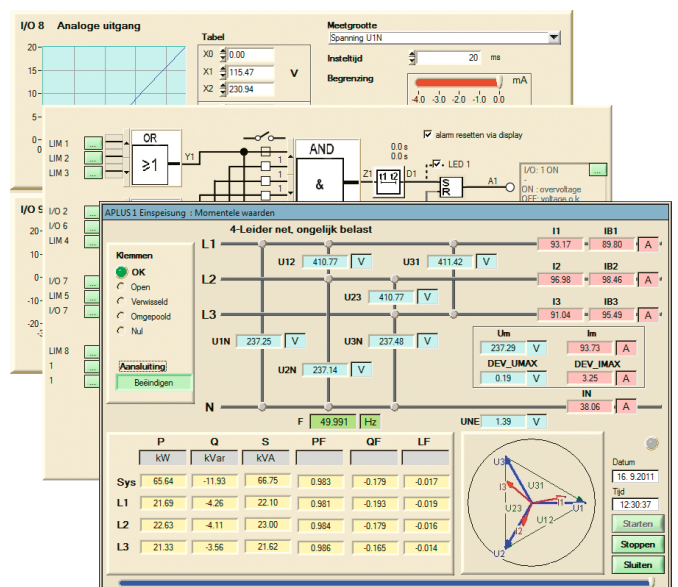 I/O 8 Analoge uitgang
Tabel
Meetgrootte
Spanning U1N
20
15
10
5
0
0
X0 0.00
X1 115.47
X2 230.94
V
Insteltijd 20 ms
Begrenzing
mA
-4.0 -3.0 -2.0 -1.0 0.0
LIM 1 ...
LIM 2 ...
LIM 3 ...
OR
≥1
Y1
1
1
1
AND
&
0.0 s
0.0 s
Z1
t1 t2
D1
alarm resetten via display
LED 1
S
R
A1
I/O: 1 ON ...
-
ON : overvoltage
OFF: voltage o.k.
I/O 9
20
10
0
-10
-20
I/O 2 ...
I/O 6 ...
LIM 4 ...
I/O 7 ...
LIM 5 ...
I/O 7 ...
LIM 8 ...
1 ...
1 ...
APLUS1 Einspeisung : Momentele waarden
4-Leider net, ongelijk belast
Klemmen
OK
Open
Verwisseld
Omgepoold
Nul
Aansluiting
Beëindigen
L1
L2
L3
N
U12 410.77 V
U31 411.42 V
U23 410.77 V
U1N 237.25 V
U3N 237.48 V
U2N 237.14 V
I1 IB1
93.17 89.80 A
I2 IB2
96.98 98.46 A
I3 IB3
91.04 95.49 A
Um Im
237.29 V 93.73 A
DEV_UMAX DEV_IMAX
0.19 V 3.25 A
IN
38.06 A
F 49.991 Hz
UNE 1.39 V
P Q S PF QF LF
kW kVar kVA
Sys 65.64 -11.93 66.75 0.983 -0.179 -0.017
L1 21.69 -4.26 22.10 0.981 -0.193 -0.019
L2 22.63 -4.11 23.00 0.984 -0.179 -0.016
L3 21.33 -3.56 21.62 0.986 -0.165 -0.014
U3
I3
U31
I1
U1
U23
U12
I2
U2
Datum
16. 9.2011
Tijd
12:30:37
Starten
Stoppen
Sluiten